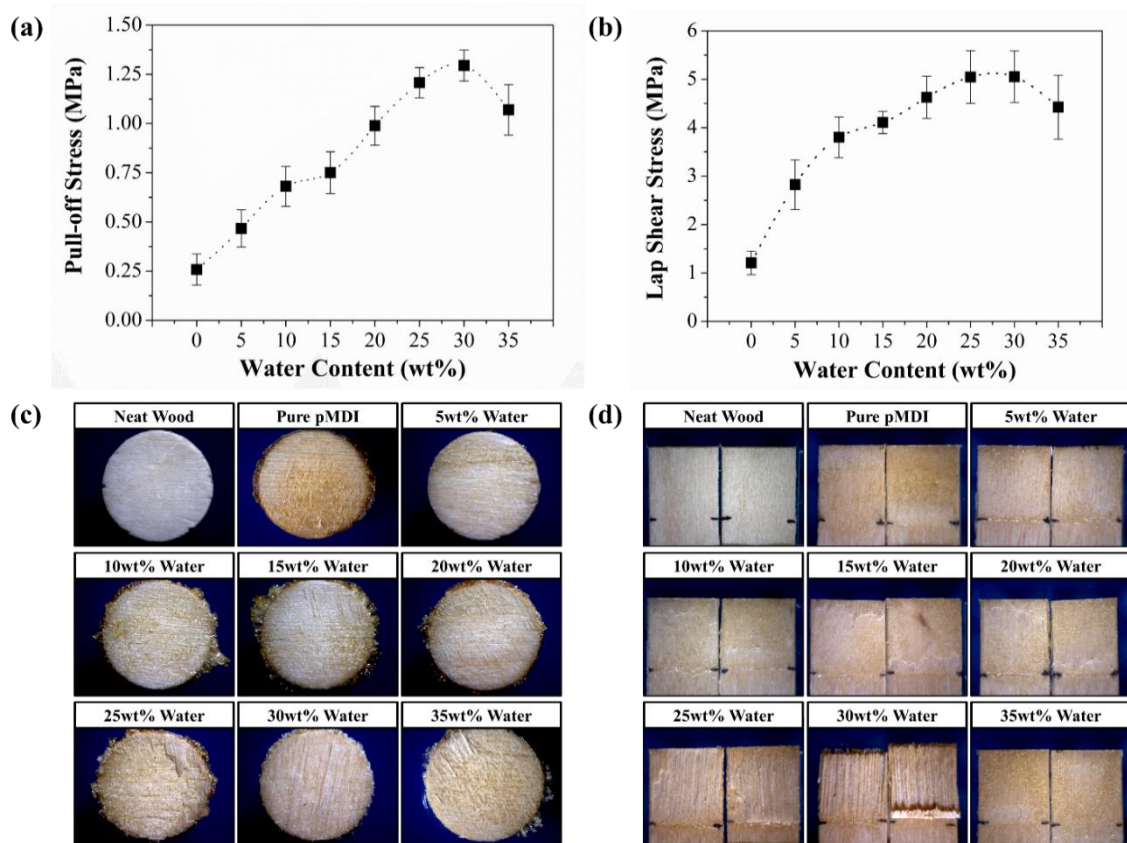 (a)
Pull-off Stress (MPa)
1.50
1.25
1.00
0.75
0.50
0.25
0.00
0 5 10 15 20 25 30 35
Water Content (wt%)
(b)
Lap Shear Stress (MPa)
6
5
4
3
2
1
0
0 5 10 15 20 25 30 35
Water Content (wt%)
(c)
Neat Wood Pure pMDI 5wt% Water
10wt% Water 15wt% Water 20wt% Water
25wt% Water 30wt% Water 35wt% Water
(d)
Neat Wood Pure pMDI 5wt% Water
10wt% Water 15wt% Water 20wt% Water
25wt% Water 30wt% Water 35wt% Water